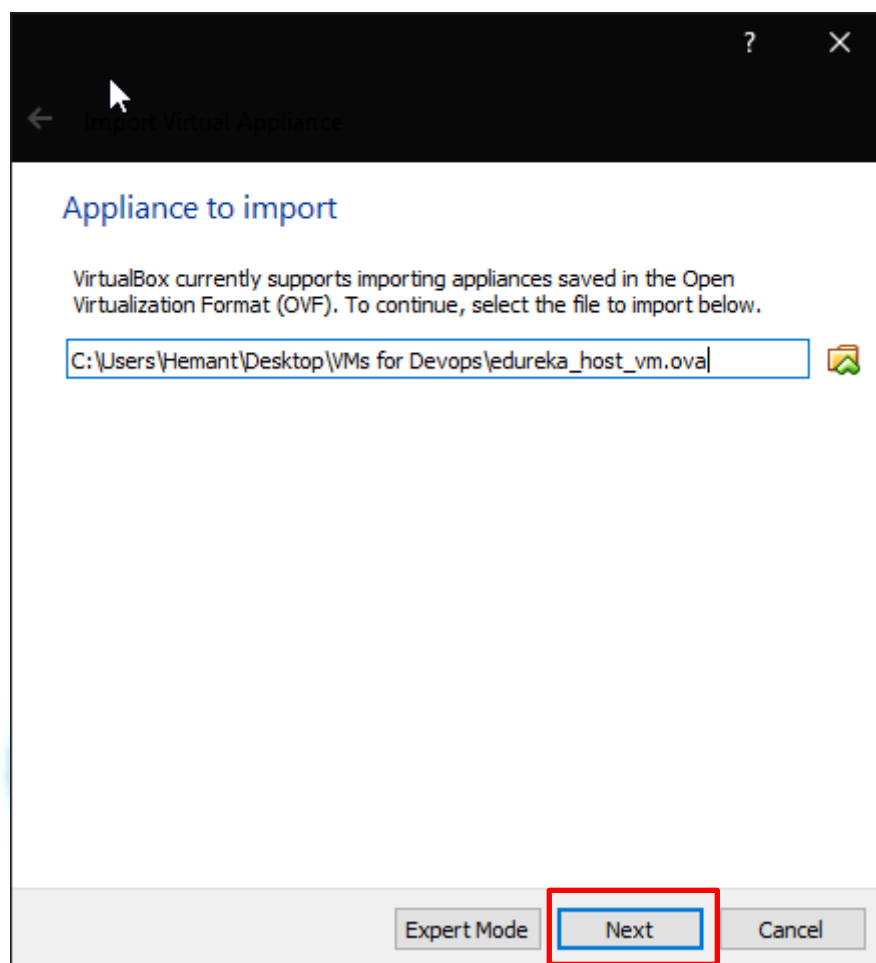 ?
Import Virtual Appliance
Appliance to import
VirtualBox currently supports importing appliances saved in the Open
Virtualization Format (OVF). To continue, select the file to import below.
C:\Users\Hemant\Desktop\VMs for Devops\edureka_host_vm.ova
Expert Mode Next Cancel